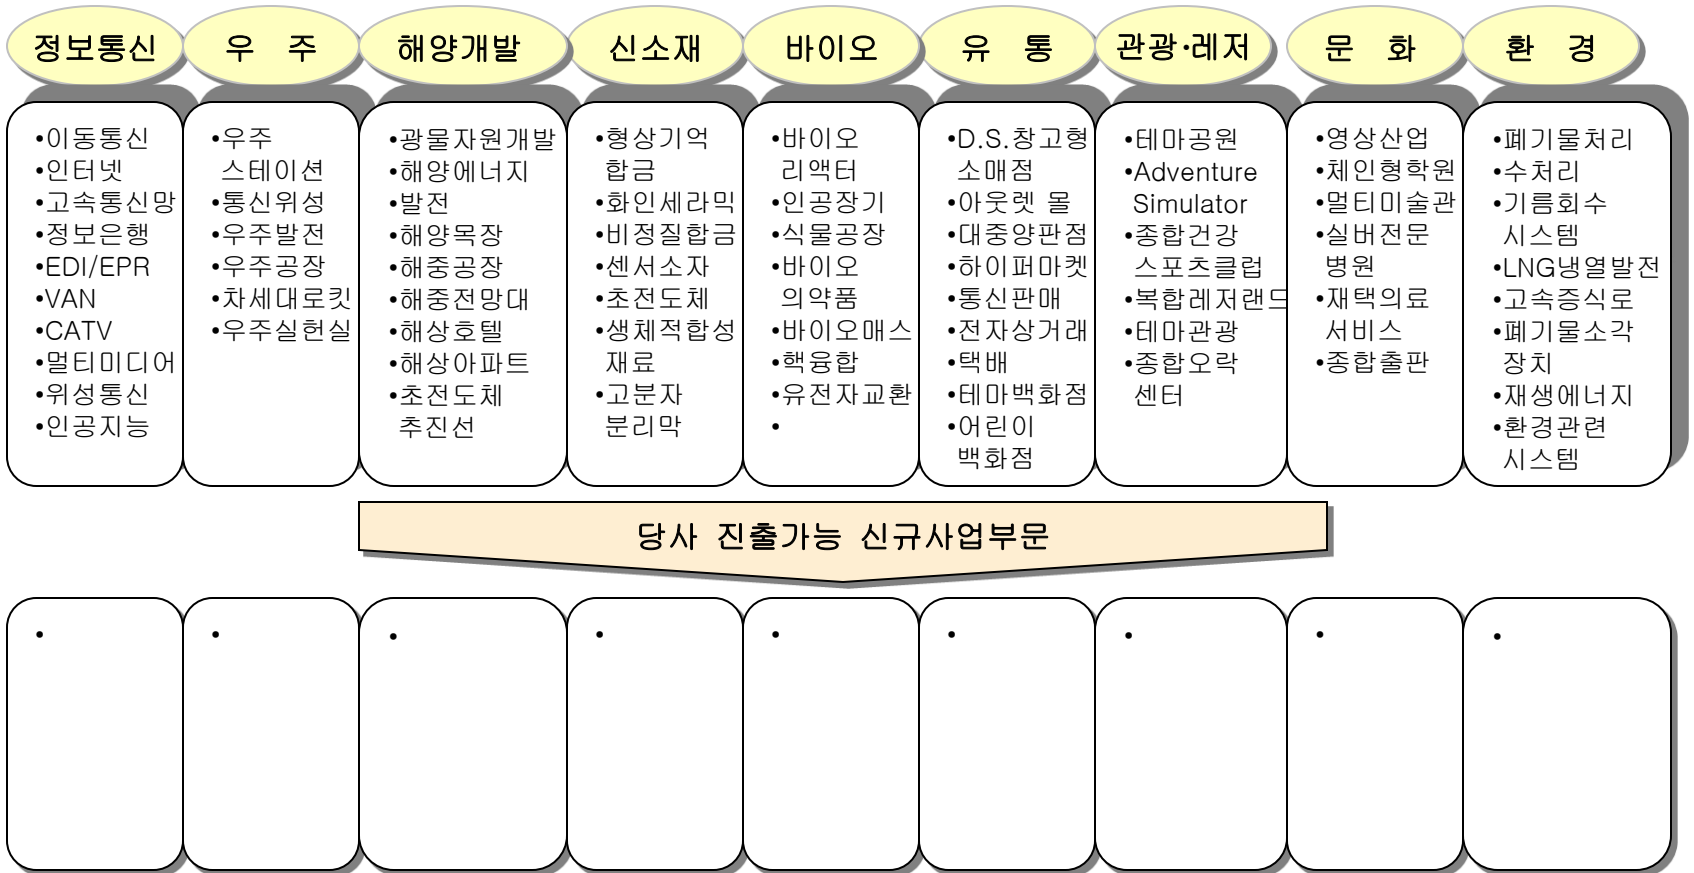 정보통신
•이동통신
•인터넷
•고속통신망
•정보은행
•EDI/EPR
•VAN
•CATV
•멀티미디어
•위성통신
•인공지능
우 주
•우주
스테이션
•통신위성
•우주발전
•우주공장
•차세대로킷
•우주실헌실
해양개발
•광물자원개발
•해양에너지
•발전
•해양목장
•해중공장
•해중전망대
•해상호텔
•해상아파트
•초전도체
추진선
신소재
•형상기억
합금
•화인세라믹
•비정질합금
•센서소자
•초전도체
•생체적합성
재료
•고분자
분리막
바이오
•바이오
리액터
•인공장기
•식물공장
•바이오
의약품
•바이오매스
•핵융합
•유전자교환
•
유 통
•D.S.창고형
소매점
•아웃렛 몰
•대중양판점
•하이퍼마켓
•통신판매
•전자상거래
•택배
•테마백화점
•어린이
백화점
관광·레저
•테마공원
•Adventure
Simulator
•종합건강
스포츠클럽
•복합레저랜드
•테마관광
•종합오락
센터
문 화
•영상산업
•체인형학원
•멀티미술관
•실버전문
병원
•재택의료
서비스
•종합출판
환 경
•폐기물처리
•수처리
•기름회수
시스템
•LNG냉열발전
•고속증식로
•폐기물소각
장치
•재생에너지
•환경관련
시스템
당사 진출가능 신규사업부문
•
•
•
•
•
•
•
•
•